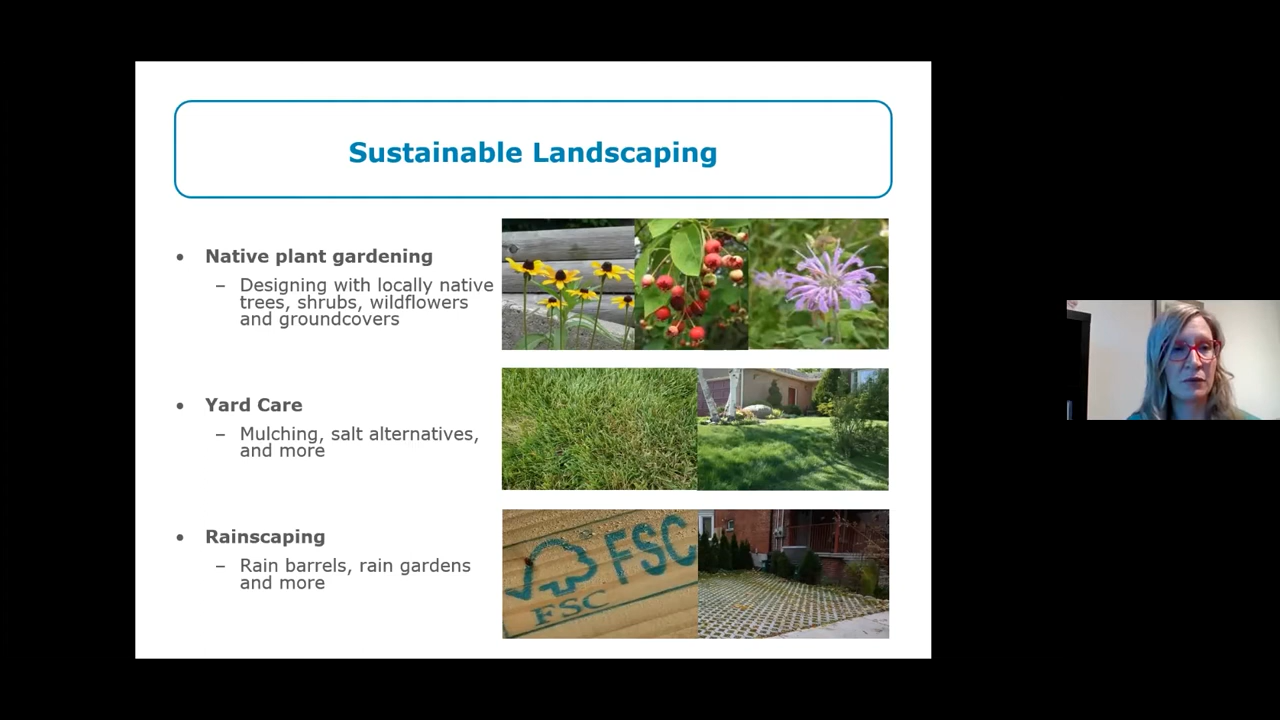 Sustainable Landscaping
• Native plant gardening
– Designing with locally native
trees, shrubs, wildflowers
and groundcovers
• Yard Care
– Mulching, salt alternatives,
and more
• Rainscaping
– Rain barrels, rain gardens
and more
FSC
FSC